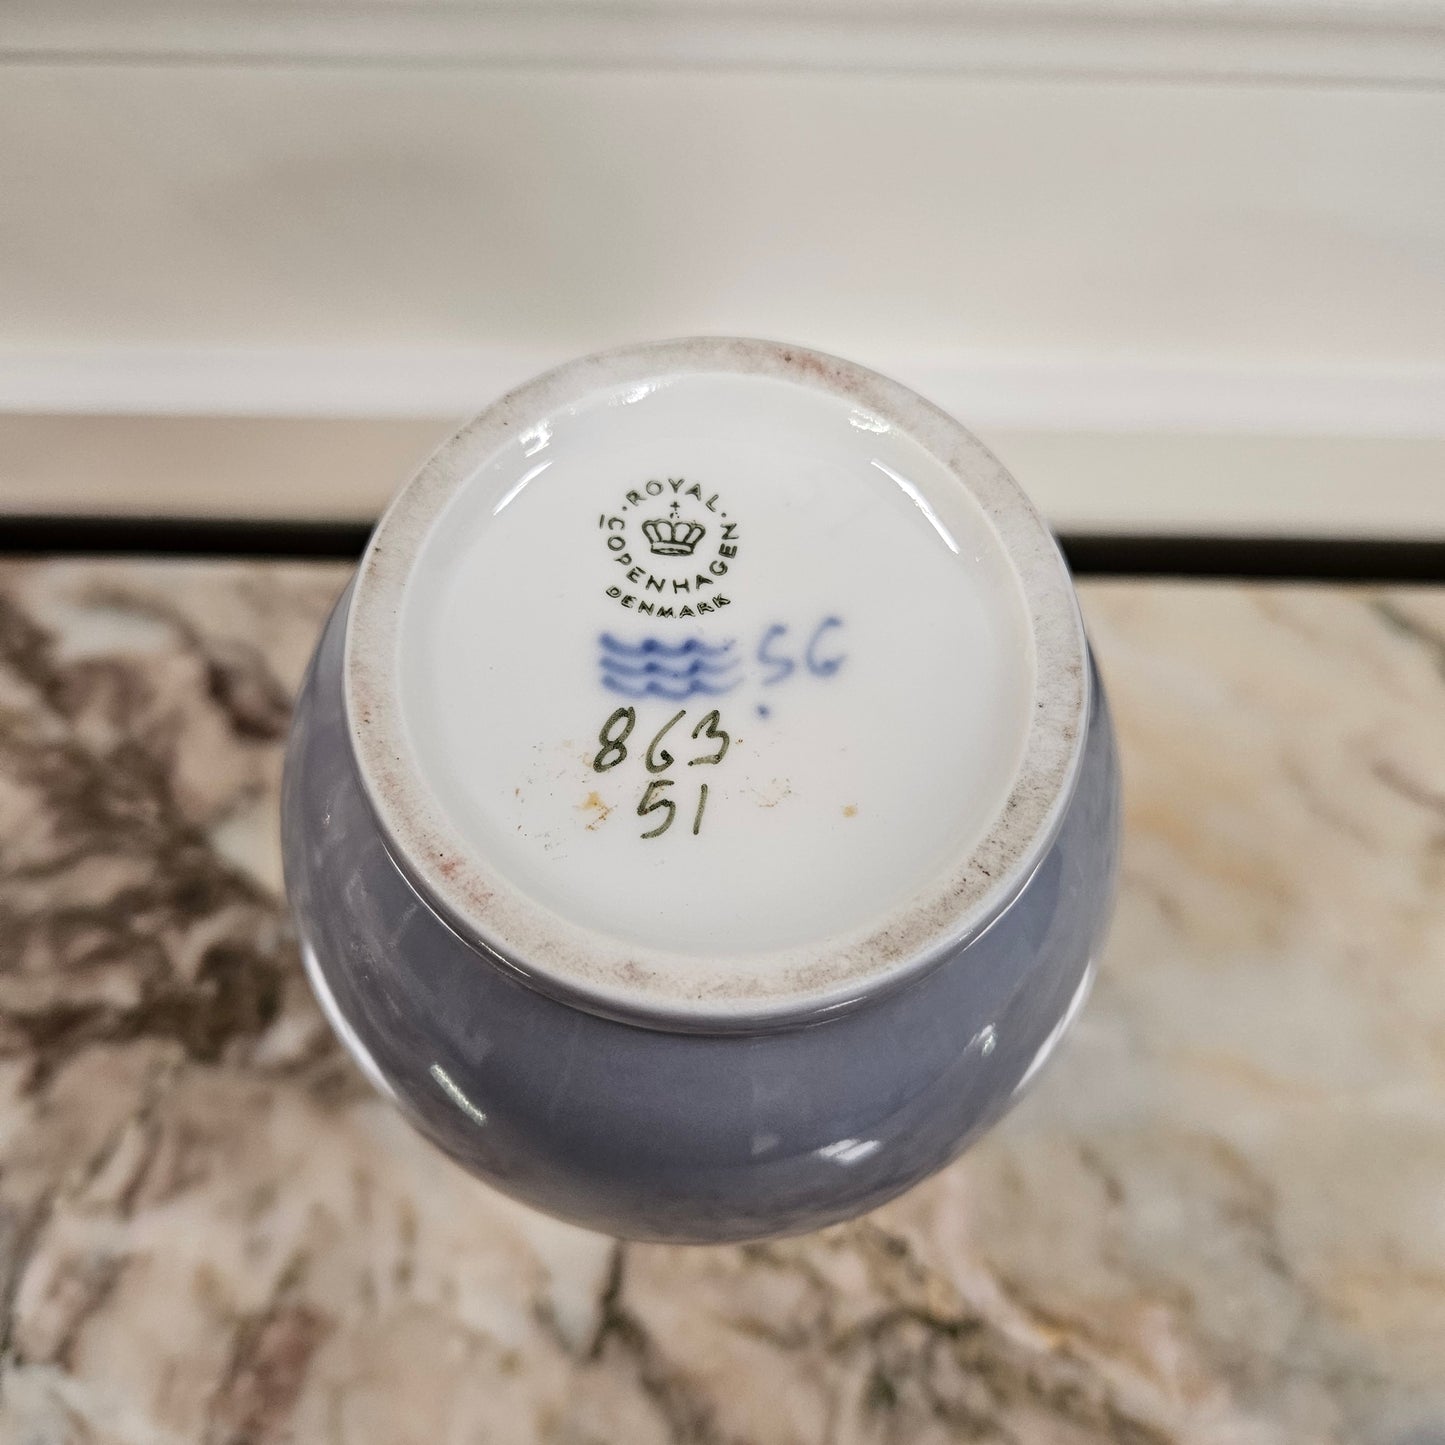 ROYAL
COPENHAGEN
DENMARK
SG
863
51